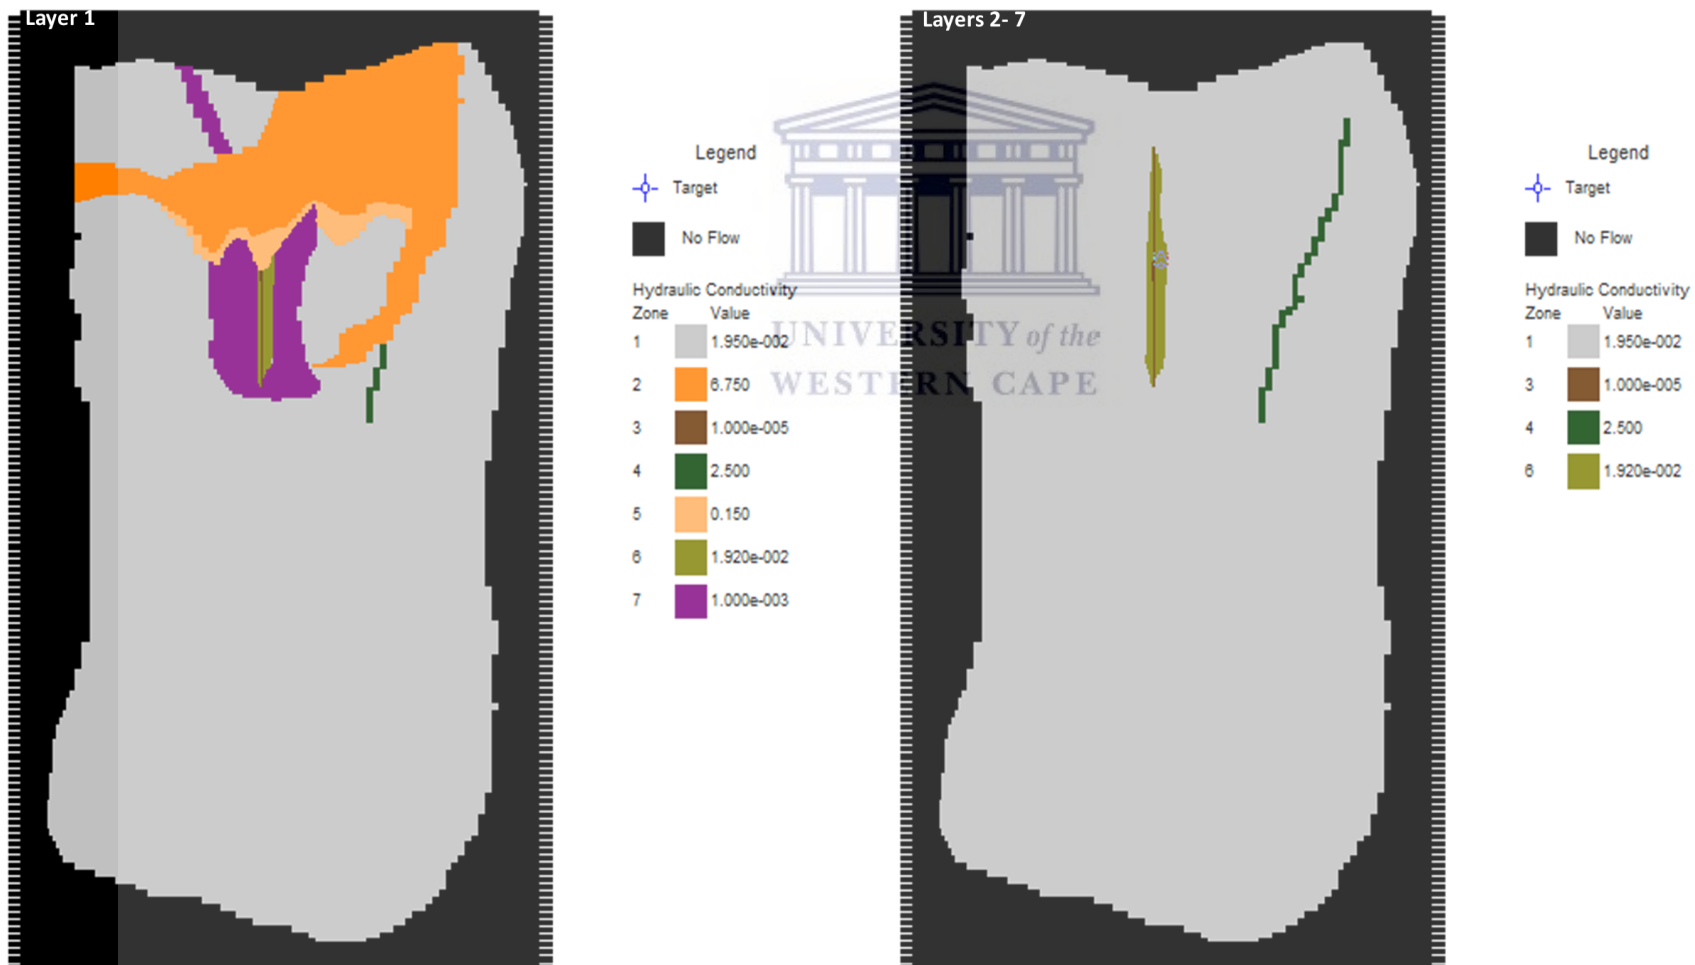 Layer 1
Legend
Target
No Flow
Hydraulic Conductivity
Zone Value
1 1.950e-002
2 6.750
3 1.000e-005
4 2.500
5 0.150
6 1.920e-002
7 1.000e-003
UNIVERSITY of the
WESTERN CAPE
Layers 2- 7
Legend
Target
No Flow
Hydraulic Conductivity
Zone Value
1 1.950e-002
3 1.000e-005
4 2.500
6 1.920e-002